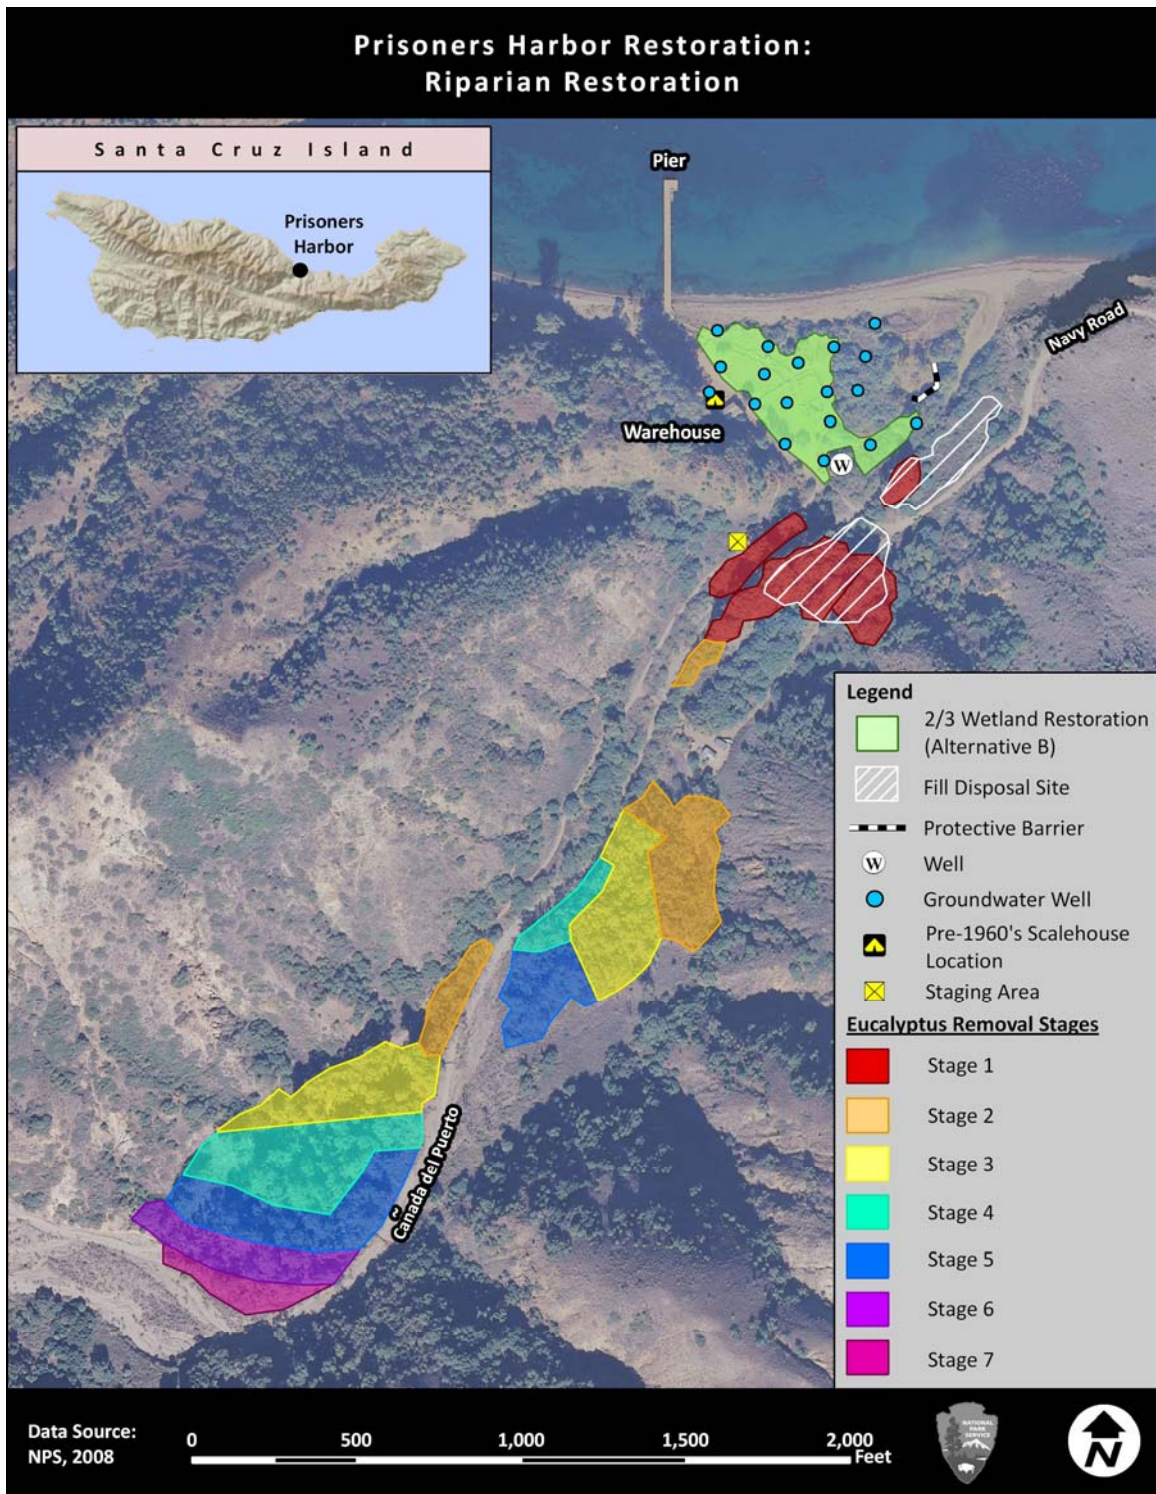 Prisoners Harbor Restoration:
Riparian Restoration
Santa Cruz Island
Prisoners
Harbor
Pier
Navy Road
Warehouse
W
Cañada del Puerto
Legend
2/3 Wetland Restoration
(Alternative B)
Fill Disposal Site
Protective Barrier
W
Well
Groundwater Well
Pre-1960's Scalehouse
Location
Staging Area
Eucalyptus Removal Stages
Stage 1
Stage 2
Stage 3
Stage 4
Stage 5
Stage 6
Stage 7
Data Source:
NPS, 2008
0 500 1,000 1,500 2,000
Feet
NATIONAL
PARK
SERVICE
N